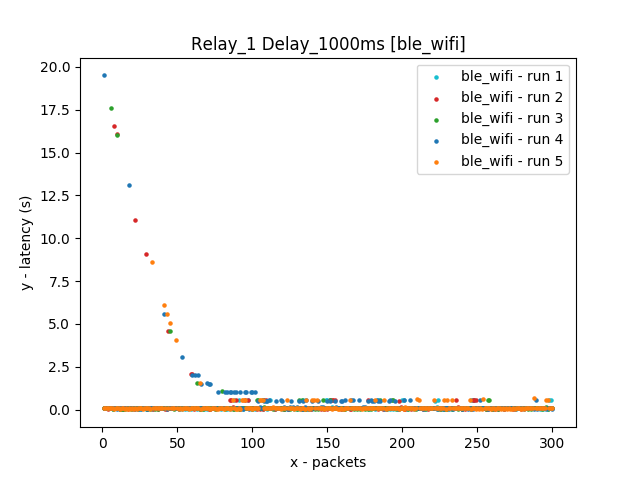 Relay_1 Delay_1000ms [ble_wifi]
20.0
17.5
15.0
12.5
10.0
7.5
5.0
2.5
0.0
y - latency (s)
ble_wifi - run 1
ble_wifi - run 2
ble_wifi - run 3
ble_wifi - run 4
ble_wifi - run 5
0 50 100 150 200 250 300
x - packets